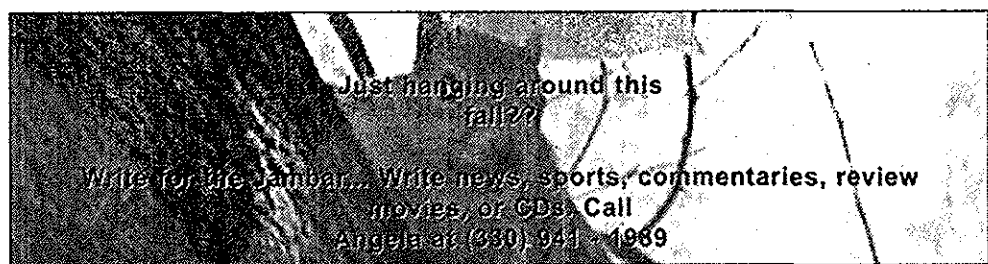 Just hanging around this
fall??
Write for the Jambar... Write news, sports, commentaries, review
movies, or CDs. Call
Angela at (330) 941 - 1989